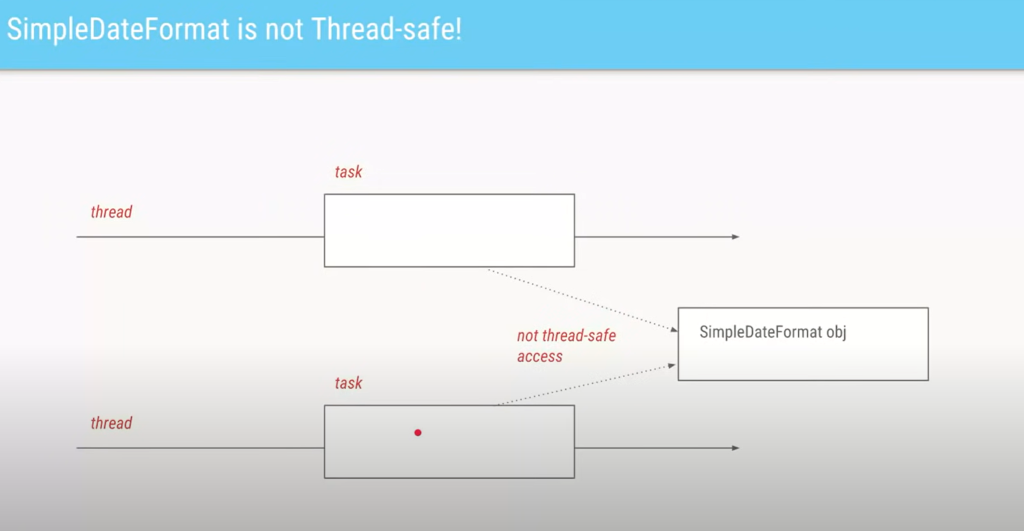 SimpleDateFormat is not Thread-safe!
task
thread
SimpleDateFormat obj
not thread-safe
access
task
thread